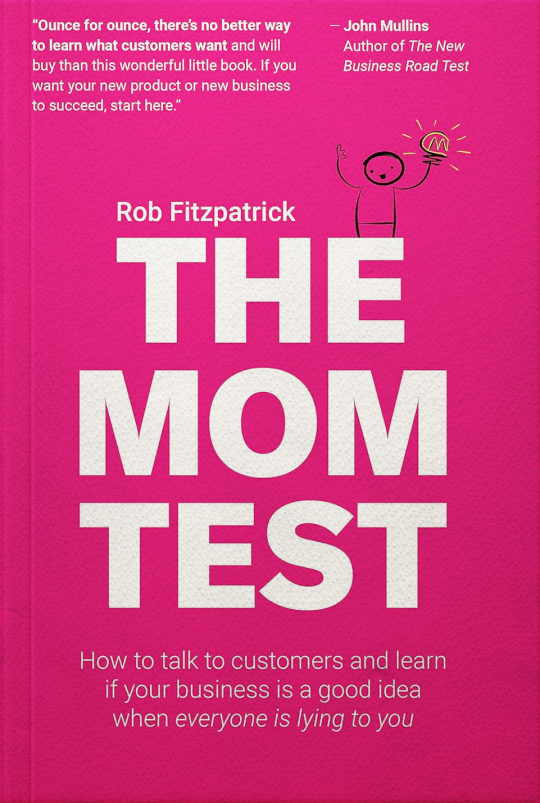 “Ounce for ounce, there’s no better way
to learn what customers want and will
buy than this wonderful little book. If you
want your new product or new business
to succeed, start here.”
— John Mullins
Author of The New
Business Road Test
Rob Fitzpatrick
THE
MOM
TEST
How to talk to customers and learn
if your business is a good idea
when everyone is lying to you